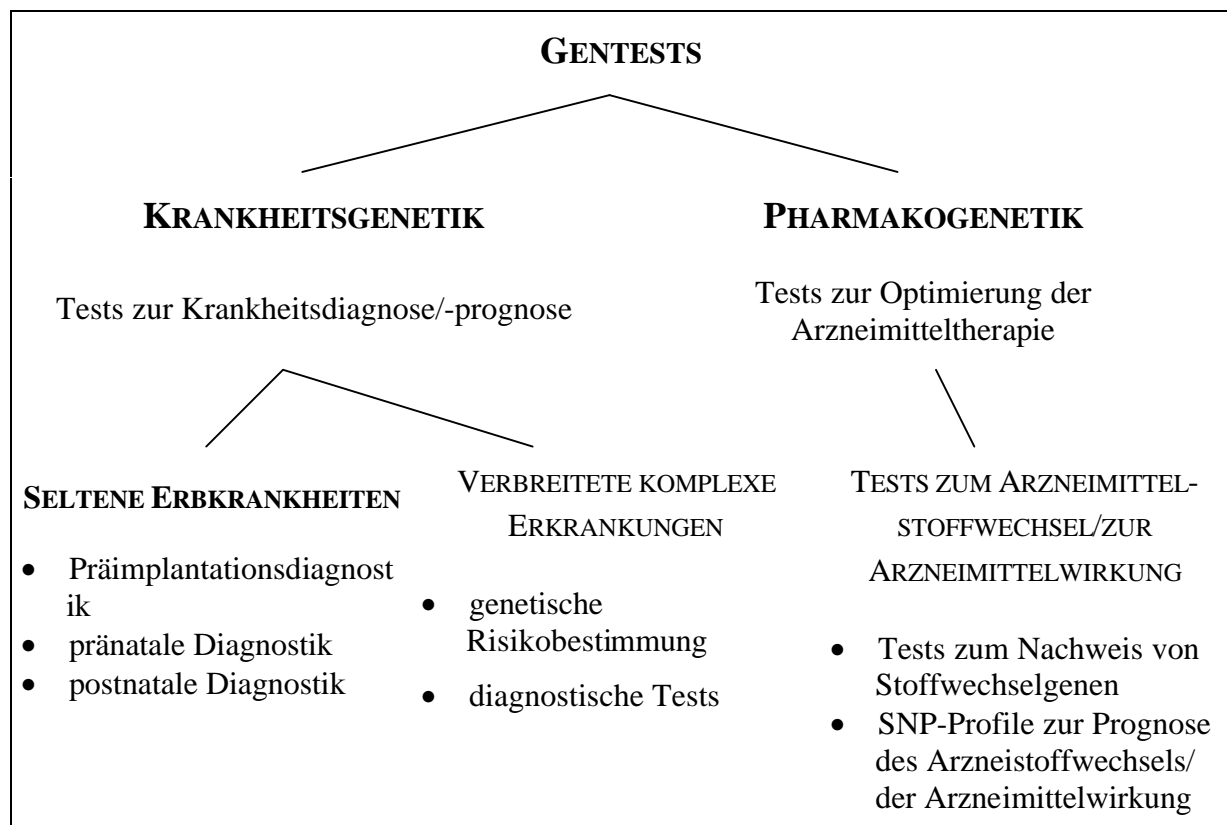 GENTESTS
KRANKHEITSGENETIK
Tests zur Krankheitsdiagnose/-prognose
PHARMAKOGENETIK
Tests zur Optimierung der
Arzneimitteltherapie
SELTENE ERBKRANKHEITEN
• Präimplantationsdiagnost
ik
• pränatale Diagnostik
• postnatale Diagnostik
VERBREITETE KOMPLEXE
ERKRANKUNGEN
• genetische
Risikobestimmung
• diagnostische Tests
TESTS ZUM ARZNEIMITTEL-
STOFFWECHSEL/ZUR
ARZNEIMITTELWIRKUNG
• Tests zum Nachweis von
Stoffwechselgenen
• SNP-Profile zur Prognose
des Arzneistoffwechsels/
der Arzneimittelwirkung